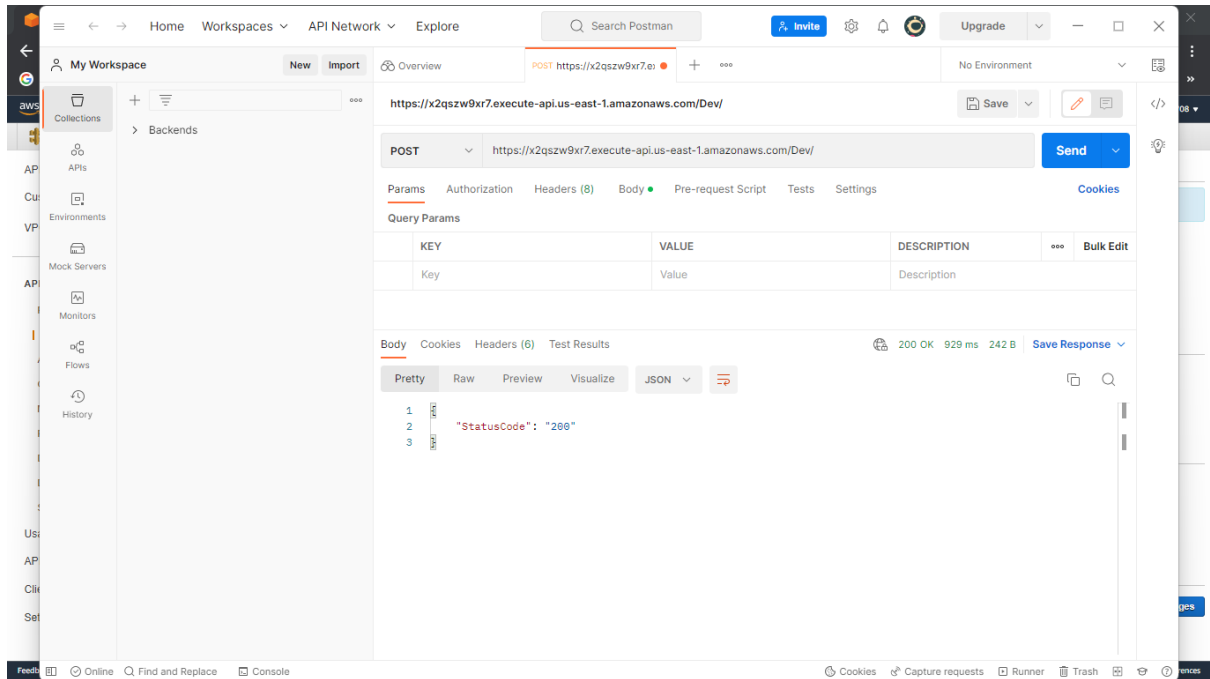 Home Workspaces API Network Explore Search Postman Invite Upgrade
My Workspace New Import Overview POST https://x2qszw9xr7.e No Environment
aws
Collections
https://x2qszw9xr7.execute-api.us-east-1.amazonaws.com/Dev/ Save
Backends
POST https://x2qszw9xr7.execute-api.us-east-1.amazonaws.com/Dev/ Send
APIs
Params Authorization Headers (8) Body Pre-request Script Tests Settings Cookies
Environments
Query Params
KEY VALUE DESCRIPTION Bulk Edit
Mock Servers
Key Value Description
Monitors
Body Cookies Headers (6) Test Results 200 OK 929 ms 242 B Save Response
Flows
Pretty Raw Preview Visualize JSON
History
1 {
2 "StatusCode": "200"
3 }
Online Find and Replace Console Cookies Capture requests Runner Trash